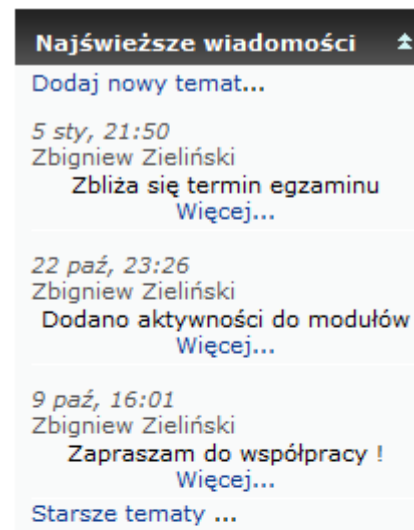 Najświeższe wiadomości
Dodaj nowy temat...
5 sty, 21:50
Zbigniew Zieliński
Zbliża się termin egzaminu
Więcej...
22 paź, 23:26
Zbigniew Zieliński
Dodano aktywności do modułów
Więcej...
9 paź, 16:01
Zbigniew Zieliński
Zapraszam do współpracy !
Więcej...
Starsze tematy ...